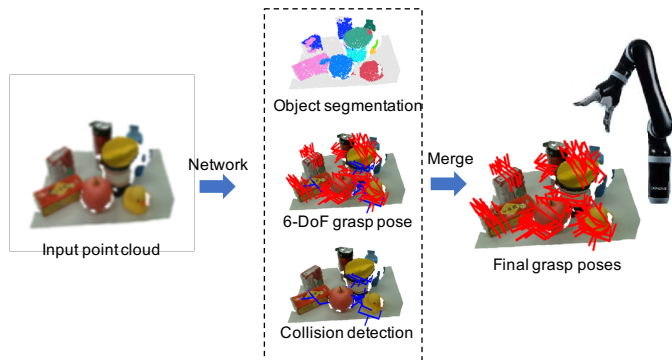 Object segmentation
Network
Merge
6-DoF grasp pose
Input point cloud
Final grasp poses
Collision detection